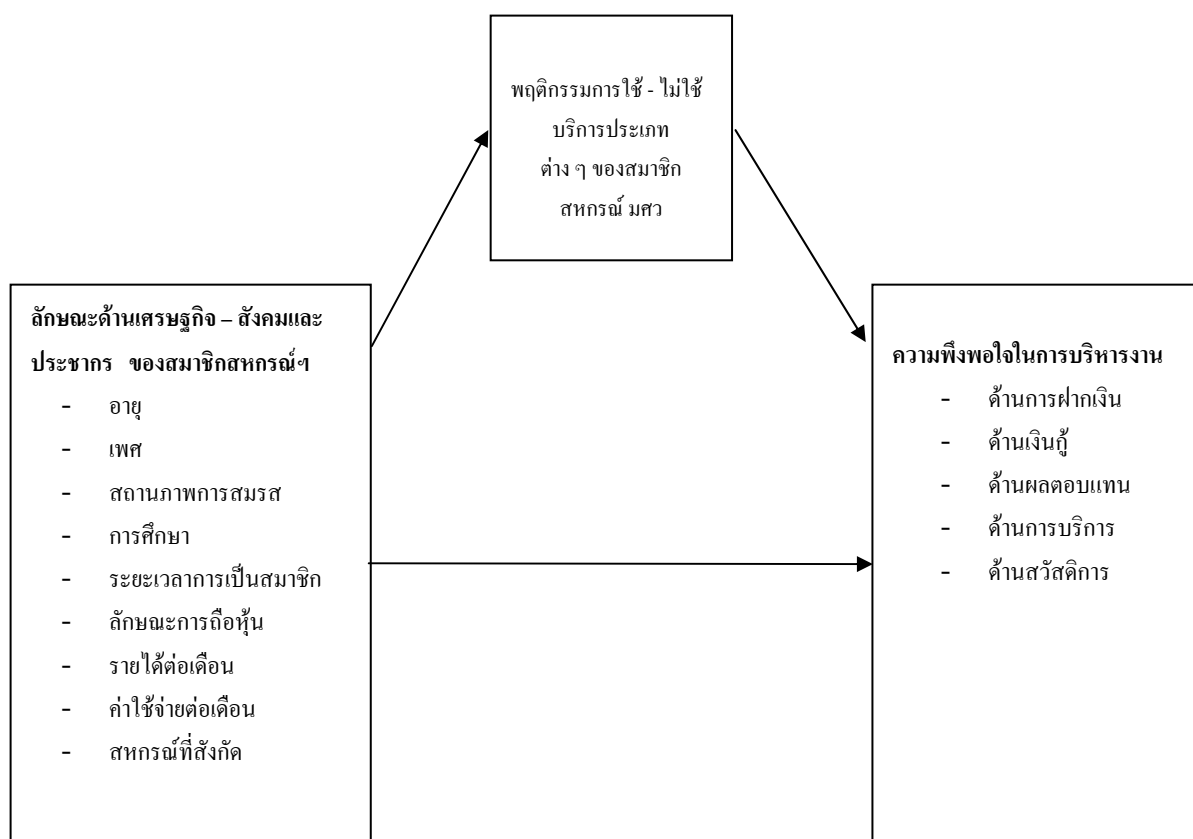 พฤติกรรมการใช้ - ไม่ใช้
บริการประเภท
ต่าง ๆ ของสมาชิก
สหกรณ์ มศว
ลักษณะด้านเศรษฐกิจ – สังคมและ
ประชากร ของสมาชิกสหกรณ์ฯ
- อายุ
- เพศ
- สถานภาพการสมรส
- การศึกษา
- ระยะเวลาการเป็นสมาชิก
- ลักษณะการถือหุ้น
- รายได้ต่อเดือน
- ค่าใช้จ่ายต่อเดือน
- สหกรณ์ที่สังกัด
ความพึงพอใจในการบริหารงาน
- ด้านการฝากเงิน
- ด้านเงินกู้
- ด้านผลตอบแทน
- ด้านการบริการ
- ด้านสวัสดิการ